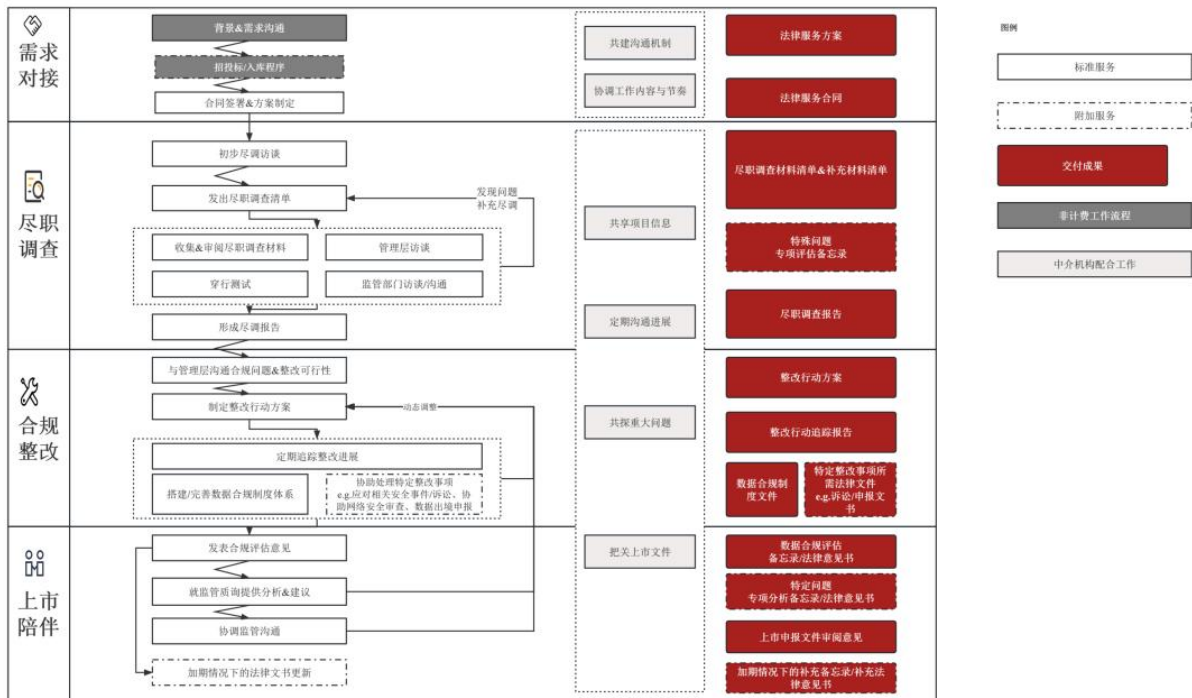 需求
对接
背景&需求沟通
招投标/入库程序
合同签署&方案制定
共建沟通机制
协调工作内容与节奏
法律服务方案
法律服务合同
尽职
调查
初步尽调访谈
发出尽职调查清单
发现问题
补充尽调
收集&审阅尽职调查材料
管理层访谈
穿行测试
监管部门访谈/沟通
形成尽调报告
共享项目信息
定期沟通进展
尽职调查材料清单&补充材料清单
特殊问题
专项评估备忘录
尽职调查报告
合规
整改
与管理层沟通合规问题&整改可行性
制定整改行动方案
动态调整
定期追踪整改进展
搭建/完善数据合规制度体系
协助处理特定整改事项
e.g.应对相关安全事件/诉讼、协
助网络安全审查、数据出境申报
共探重大问题
整改行动方案
整改行动追踪报告
数据合规制
度文件
特定整改事项所
需法律文件
e.g.诉讼/申报文
书
上市
陪伴
发表合规评估意见
就监管质询提供分析&建议
协调监管沟通
加期情况下的法律文书更新
把关上市文件
数据合规评估
备忘录/法律意见书
特定问题
专项分析备忘录/法律意见书
上市申报文件审阅意见
加期情况下的补充备忘录/补充法
律意见书
图例
标准服务
附加服务
交付成果
非计费工作流程
中介机构配合工作